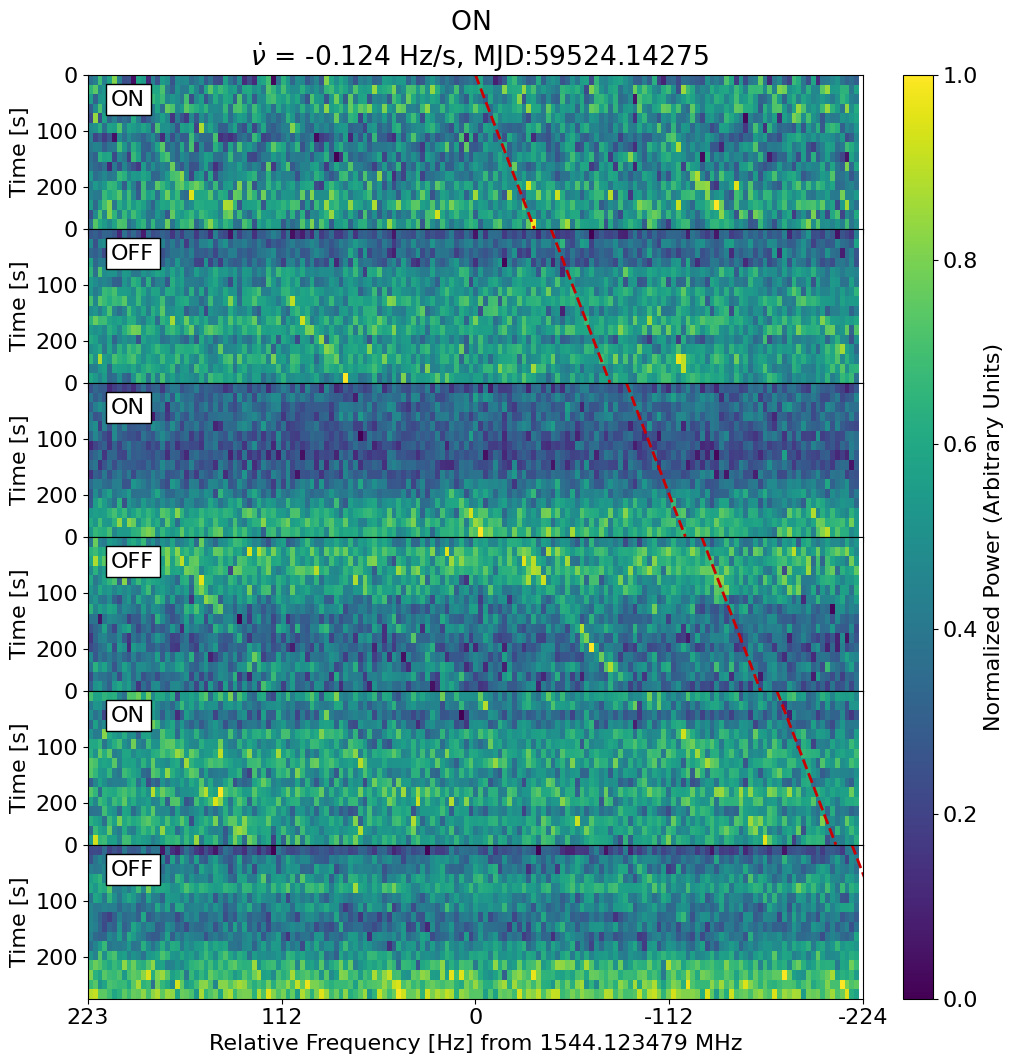 ON
ν̇ = -0.124 Hz/s, MJD:59524.14275
0
ON
100
200
Time [s]
0
OFF
100
200
Time [s]
0
ON
100
200
Time [s]
0
OFF
100
200
Time [s]
0
ON
100
200
Time [s]
0
OFF
100
200
Time [s]
223 112 0 -112 -224
Relative Frequency [Hz] from 1544.123479 MHz
1.0
0.8
0.6
0.4
0.2
0.0
Normalized Power (Arbitrary Units)